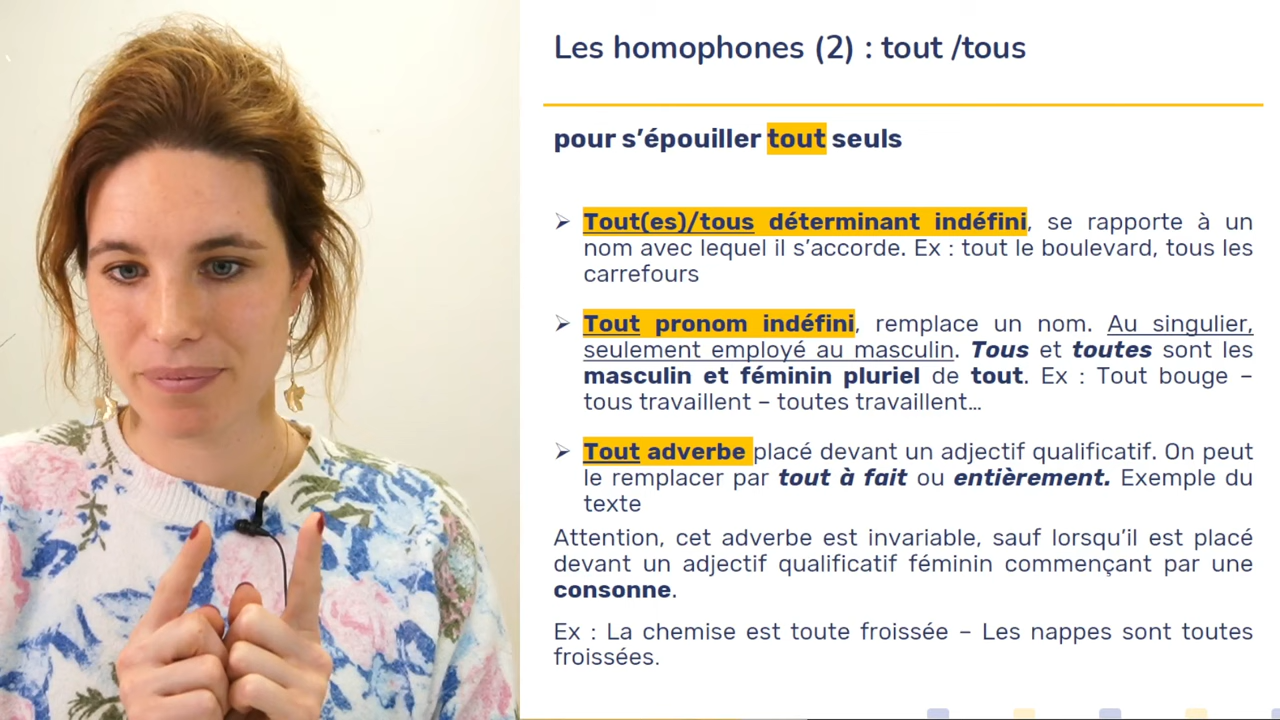 Les homophones (2) : tout /tous
pour s’épouiller tout seuls
➢ Tout(es)/tous déterminant indéfini, se rapporte à un
nom avec lequel il s’accorde. Ex : tout le boulevard, tous les
carrefours
➢ Tout pronom indéfini, remplace un nom. Au singulier,
seulement employé au masculin. Tous et toutes sont les
masculin et féminin pluriel de tout. Ex : Tout bouge –
tous travaillent – toutes travaillent…
➢ Tout adverbe placé devant un adjectif qualificatif. On peut
le remplacer par tout à fait ou entièrement. Exemple du
texte
Attention, cet adverbe est invariable, sauf lorsqu’il est placé
devant un adjectif qualificatif féminin commençant par une
consonne.
Ex : La chemise est toute froissée – Les nappes sont toutes
froissées.